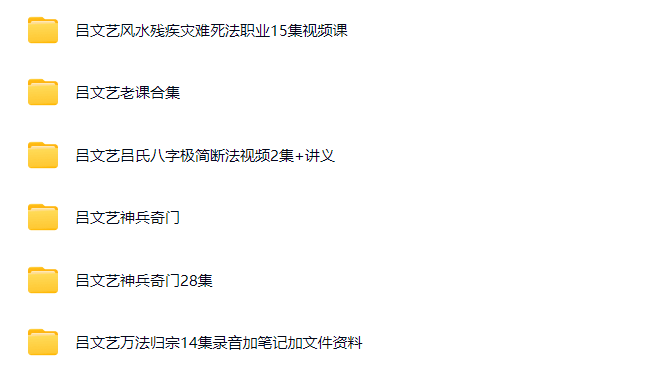 吕文艺风水残疾灾难死法职业15集视频课
吕文艺老课合集
吕文艺吕氏八字极简断法视频2集+讲义
吕文艺神兵奇门
吕文艺神兵奇门28集
吕文艺万法归宗14集录音加笔记加文件资料